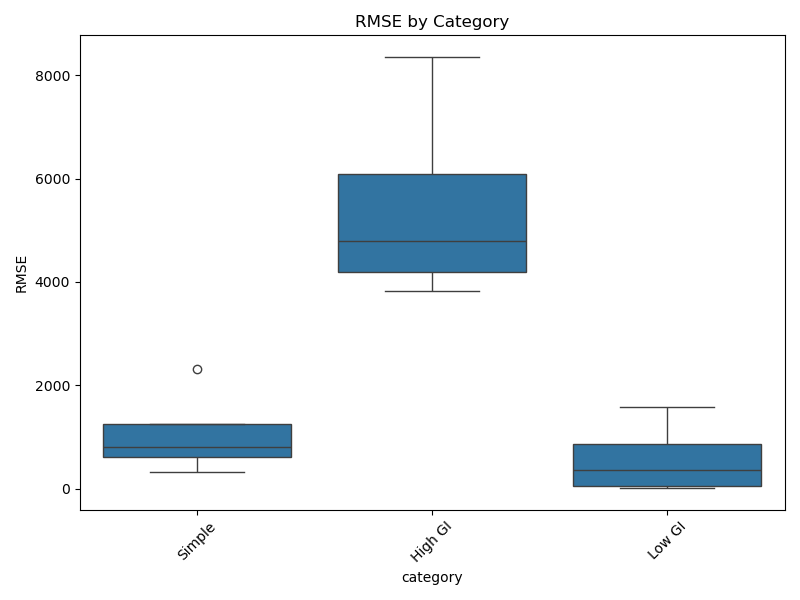 RMSE by Category
8000
6000
4000
2000
0
RMSE
Simple
High GI
Low GI
category